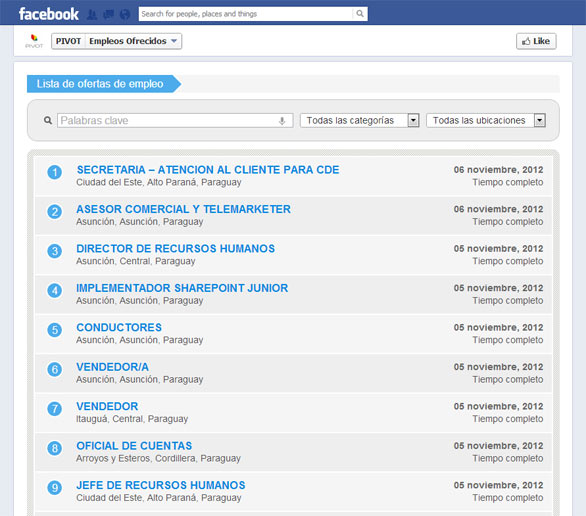 facebook
Search for people, places and things
PIVOT
PIVOT Empleos Ofrecidos
Like
Lista de ofertas de empleo
Palabras clave
Todas las categorías
Todas las ubicaciones
1 SECRETARIA – ATENCION AL CLIENTE PARA CDE 06 noviembre, 2012
Ciudad del Este, Alto Paraná, Paraguay Tiempo completo
2 ASESOR COMERCIAL Y TELEMARKETER 06 noviembre, 2012
Asunción, Asunción, Paraguay Tiempo completo
3 DIRECTOR DE RECURSOS HUMANOS 05 noviembre, 2012
Asunción, Central, Paraguay Tiempo completo
4 IMPLEMENTADOR SHAREPOINT JUNIOR 05 noviembre, 2012
Asunción, Asunción, Paraguay Tiempo completo
5 CONDUCTORES 05 noviembre, 2012
Asunción, Asunción, Paraguay Tiempo completo
6 VENDEDOR/A 05 noviembre, 2012
Asunción, Asunción, Paraguay Tiempo completo
7 VENDEDOR 05 noviembre, 2012
Itauguá, Central, Paraguay Tiempo completo
8 OFICIAL DE CUENTAS 05 noviembre, 2012
Arroyos y Esteros, Cordillera, Paraguay Tiempo completo
9 JEFE DE RECURSOS HUMANOS 05 noviembre, 2012
Ciudad del Este, Alto Paraná, Paraguay Tiempo completo